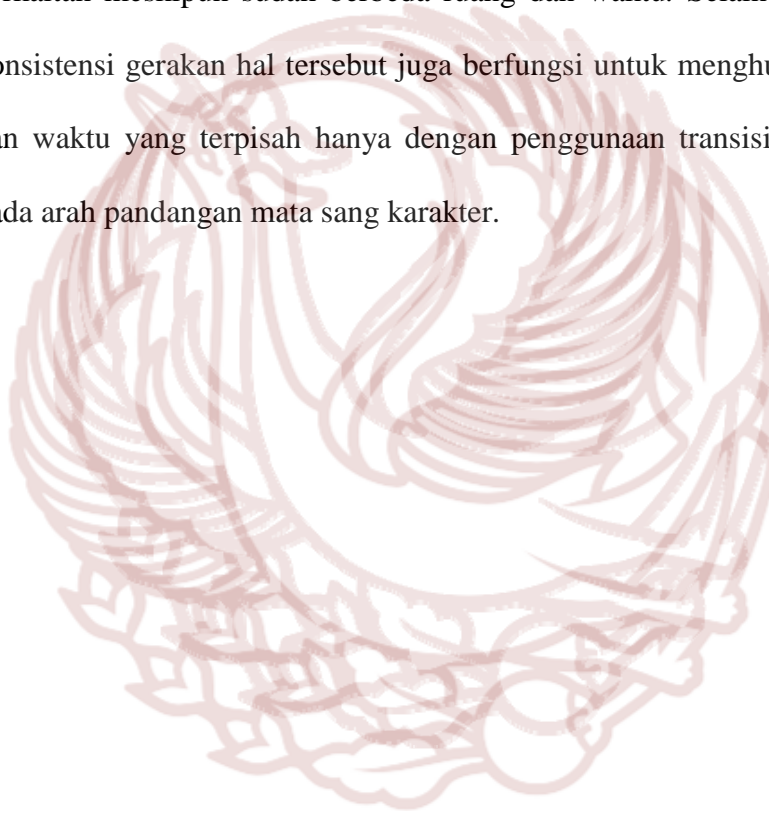 meskipun sudah berbeda ruang dan waktu.
onsistensi gerakan hal tersebut juga berfungsi untuk menghu
an waktu yang terpisah hanya dengan penggunaan transisi
ada arah pandangan mata sang karakter.